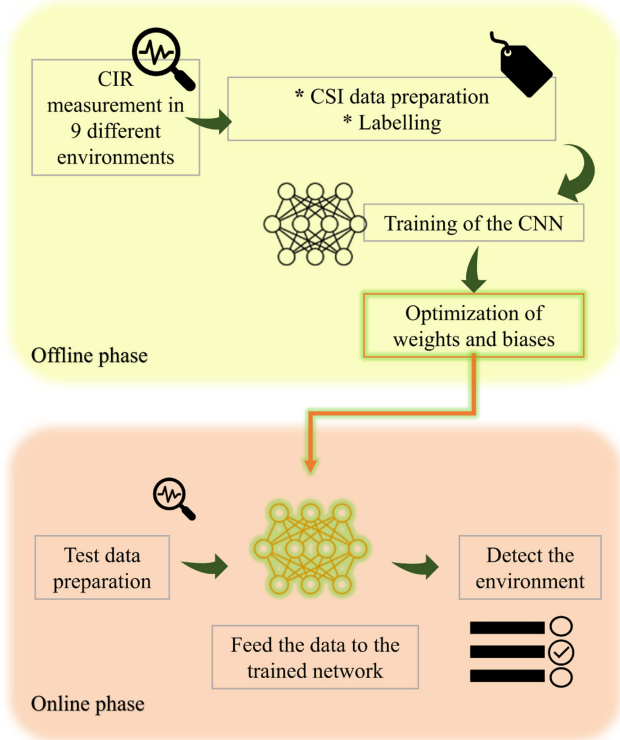 CIR
measurement in
9 different
environments
* CSI data preparation
* Labelling
Training of the CNN
Optimization of
weights and biases
Offline phase
Test data
preparation
Feed the data to the
trained network
Detect the
environment
Online phase